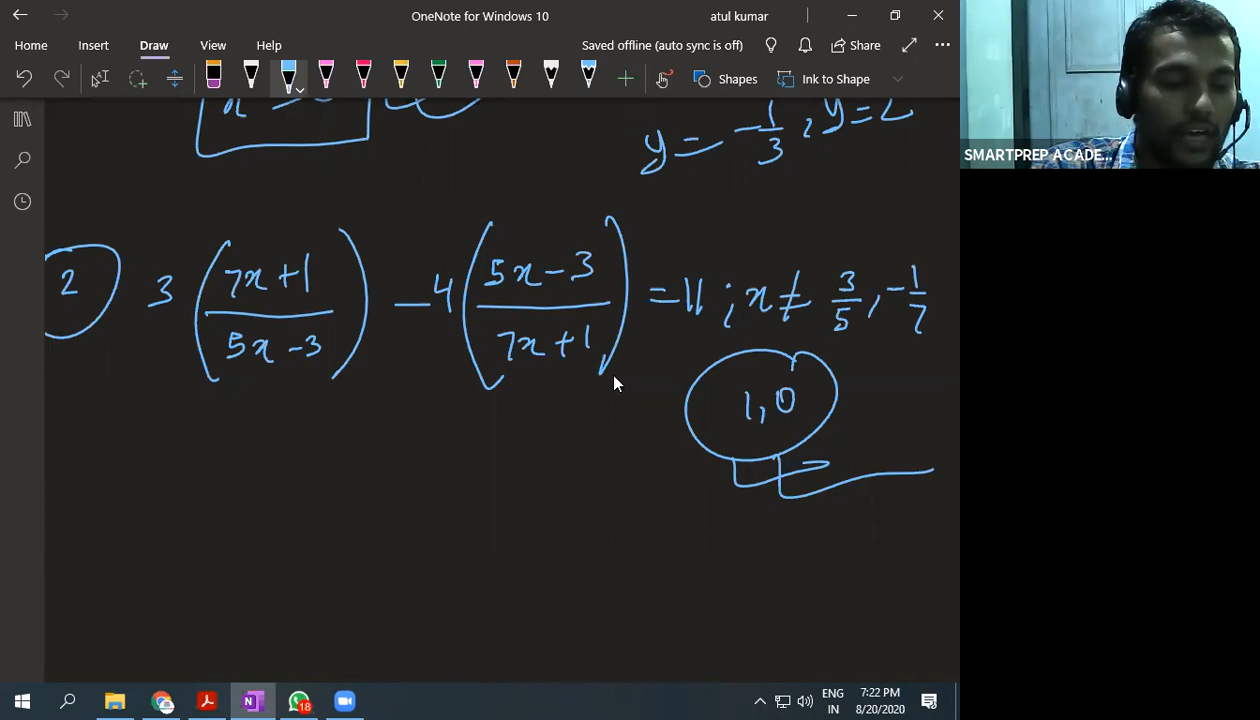 OneNote for Windows 10
atul kumar
Home Insert Draw View Help
Saved offline (auto sync is off)
Share
Shapes
Ink to Shape
y = -1/3 ; y = 2
SMARTPREP ACADE...
2 3 ( 7x+1 / 5x-3 ) - 4 ( 5x-3 / 7x+1 ) = 11 ; x ≠ 3/5 , -1/7
1, 0
18
ENG
IN
7:22 PM
8/20/2020